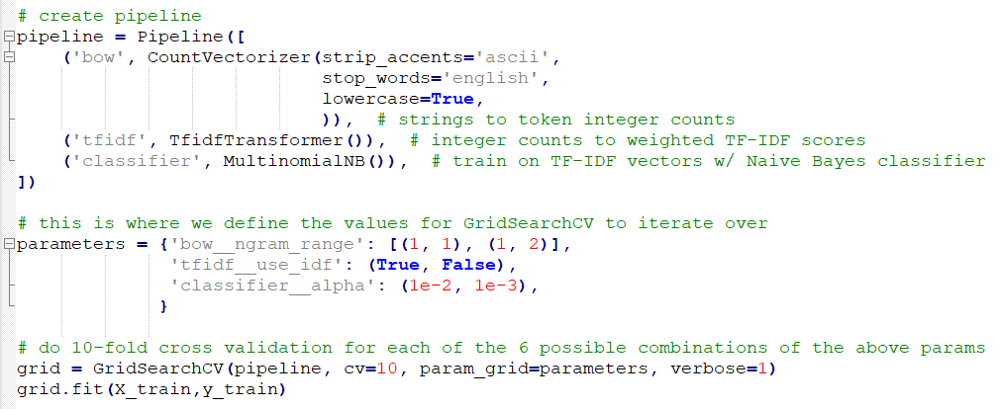 # create pipeline
pipeline = Pipeline([
    ('bow', CountVectorizer(strip_accents='ascii',
                            stop_words='english',
                            lowercase=True,
                            )),  # strings to token integer counts
    ('tfidf', TfidfTransformer()),  # integer counts to weighted TF-IDF scores
    ('classifier', MultinomialNB()),  # train on TF-IDF vectors w/ Naive Bayes classifier
])

# this is where we define the values for GridSearchCV to iterate over
parameters = {'bow__ngram_range': [(1, 1), (1, 2)],
              'tfidf__use_idf': (True, False),
              'classifier__alpha': (1e-2, 1e-3),
             }

# do 10-fold cross validation for each of the 6 possible combinations of the above params
grid = GridSearchCV(pipeline, cv=10, param_grid=parameters, verbose=1)
grid.fit(X_train,y_train)